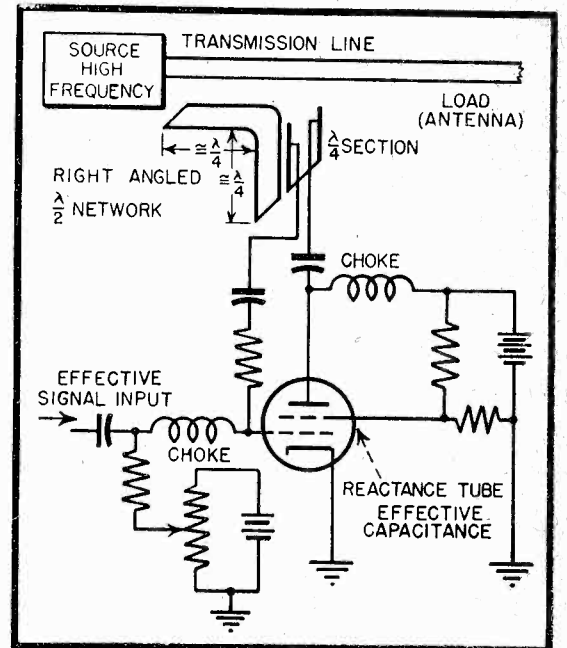 SOURCE
HIGH
FREQUENCY
TRANSMISSION LINE
LOAD
(ANTENNA)
≅λ/4
λ/4 SECTION
RIGHT ANGLED
≅λ/4
λ/2 NETWORK
CHOKE
EFFECTIVE
SIGNAL INPUT
CHOKE
REACTANCE TUBE
EFFECTIVE
CAPACITANCE